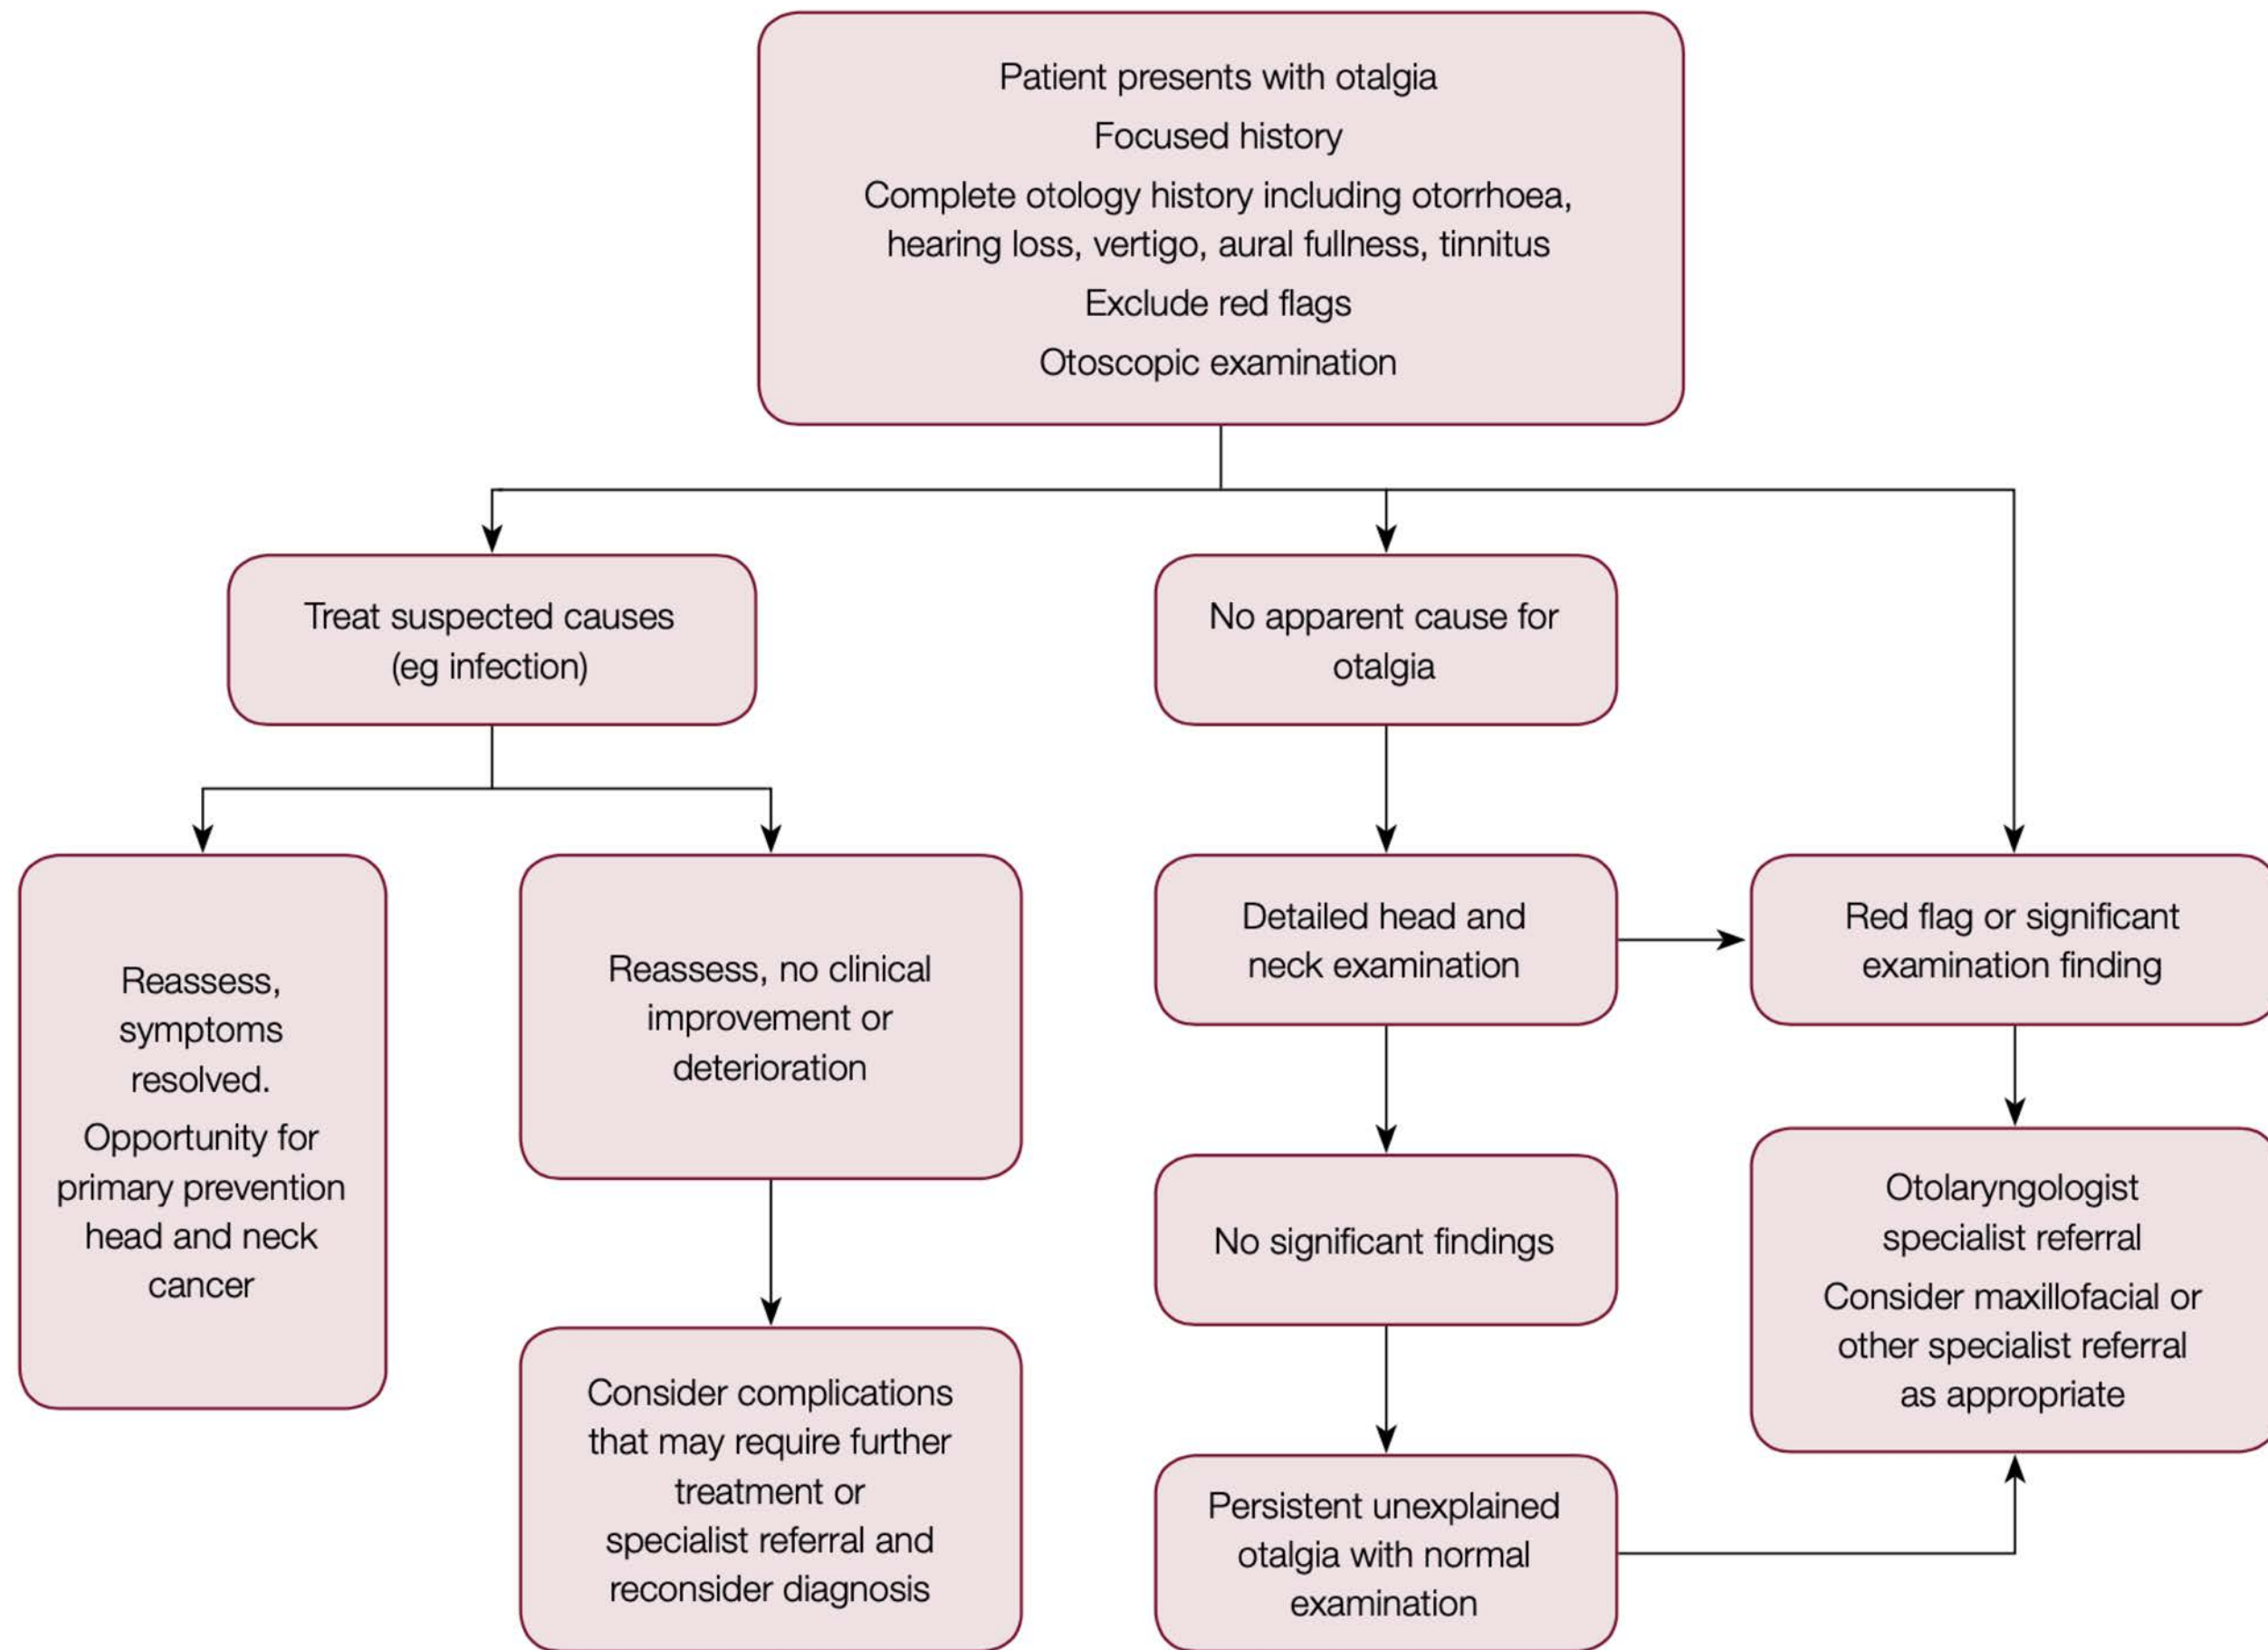 Patient presents with otalgia
Focused history
Complete otology history including otorrhoea,
hearing loss, vertigo, aural fullness, tinnitus
Exclude red flags
Otoscopic examination
Treat suspected causes
(eg infection)
No apparent cause for
otalgia
Reassess,
symptoms
resolved.
Opportunity for
primary prevention
head and neck
cancer
Reassess, no clinical
improvement or
deterioration
Detailed head and
neck examination
Red flag or significant
examination finding
No significant findings
Otolaryngologist
specialist referral
Consider maxillofacial or
other specialist referral
as appropriate
Consider complications
that may require further
treatment or
specialist referral and
reconsider diagnosis
Persistent unexplained
otalgia with normal
examination